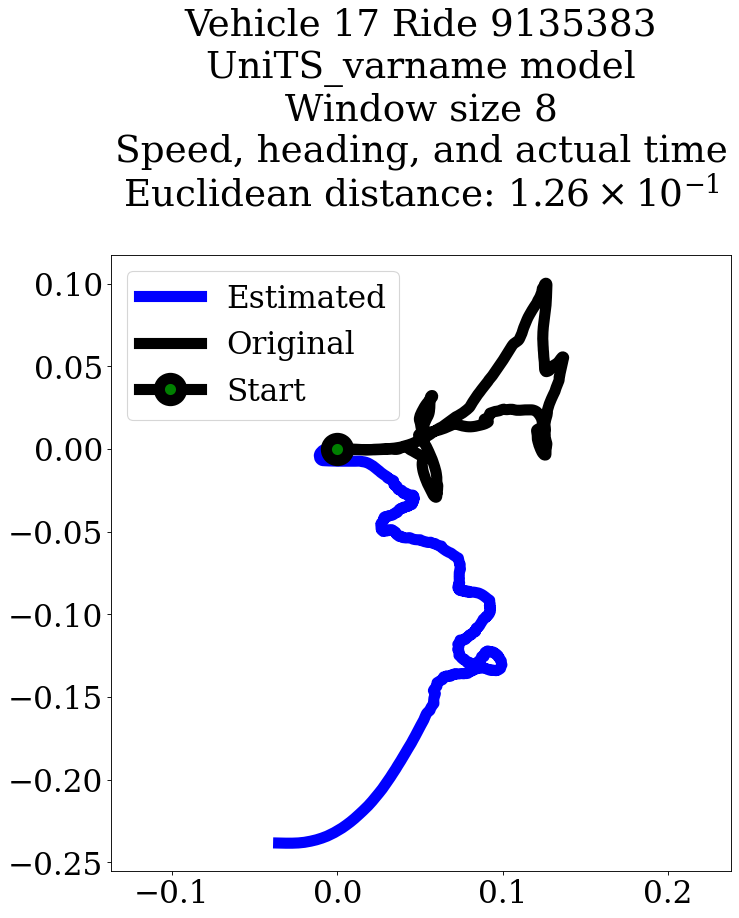 Vehicle 17 Ride 9135383
UniTS_varname model
Window size 8
Speed, heading, and actual time
Euclidean distance: 1.26 × 10⁻¹
Estimated
Original
Start
0.10
0.05
0.00
−0.05
−0.10
−0.15
−0.20
−0.25
−0.1 0.0 0.1 0.2